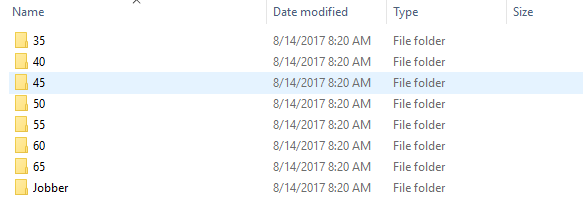 Name Date modified Type Size
35 8/14/2017 8:20 AM File folder
40 8/14/2017 8:20 AM File folder
45 8/14/2017 8:20 AM File folder
50 8/14/2017 8:20 AM File folder
55 8/14/2017 8:20 AM File folder
60 8/14/2017 8:20 AM File folder
65 8/14/2017 8:20 AM File folder
Jobber 8/14/2017 8:20 AM File folder